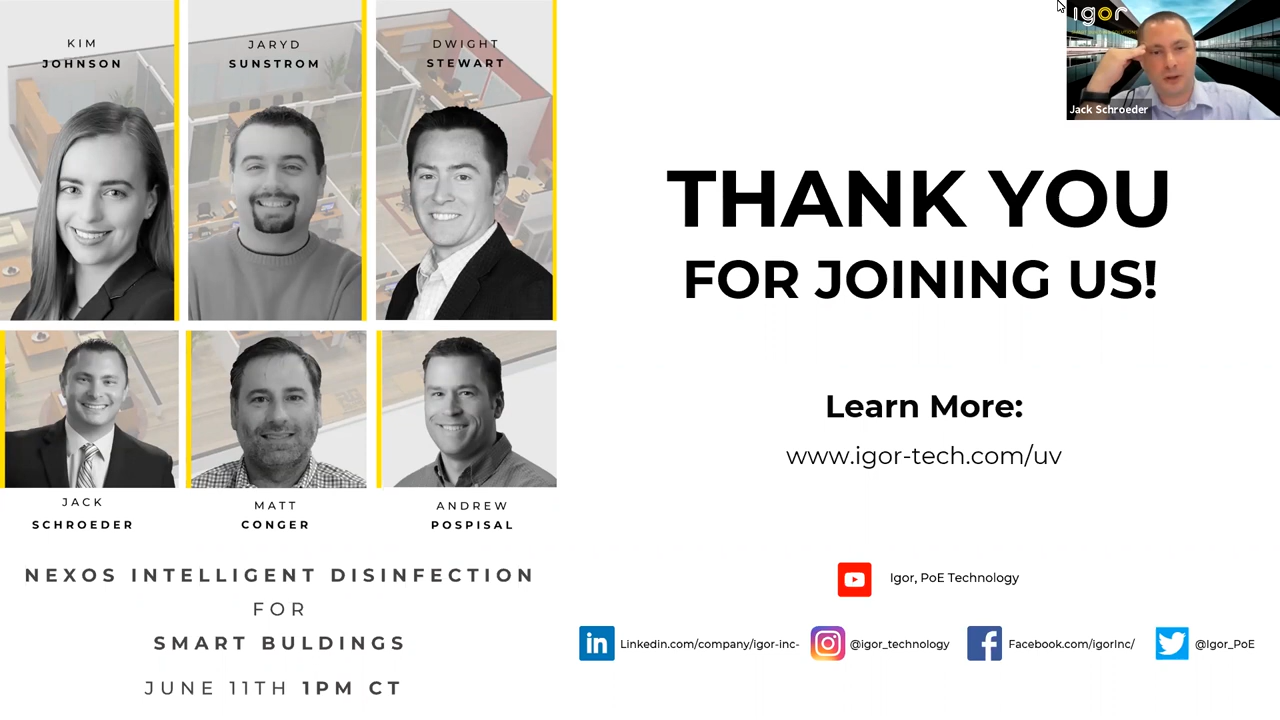 KIM
JOHNSON
JARYD
SUNSTROM
DWIGHT
STEWART
JACK
SCHROEDER
MATT
CONGER
ANDREW
POSPISAL
NEXOS INTELLIGENT DISINFECTION
FOR
SMART BULDINGS
JUNE 11TH 1PM CT
igor
Jack Schroeder
THANK YOU
FOR JOINING US!
Learn More:
www.igor-tech.com/uv
Igor, PoE Technology
Linkedin.com/company/igor-inc-
@igor_technology
Facebook.com/igorInc/
@Igor_PoE